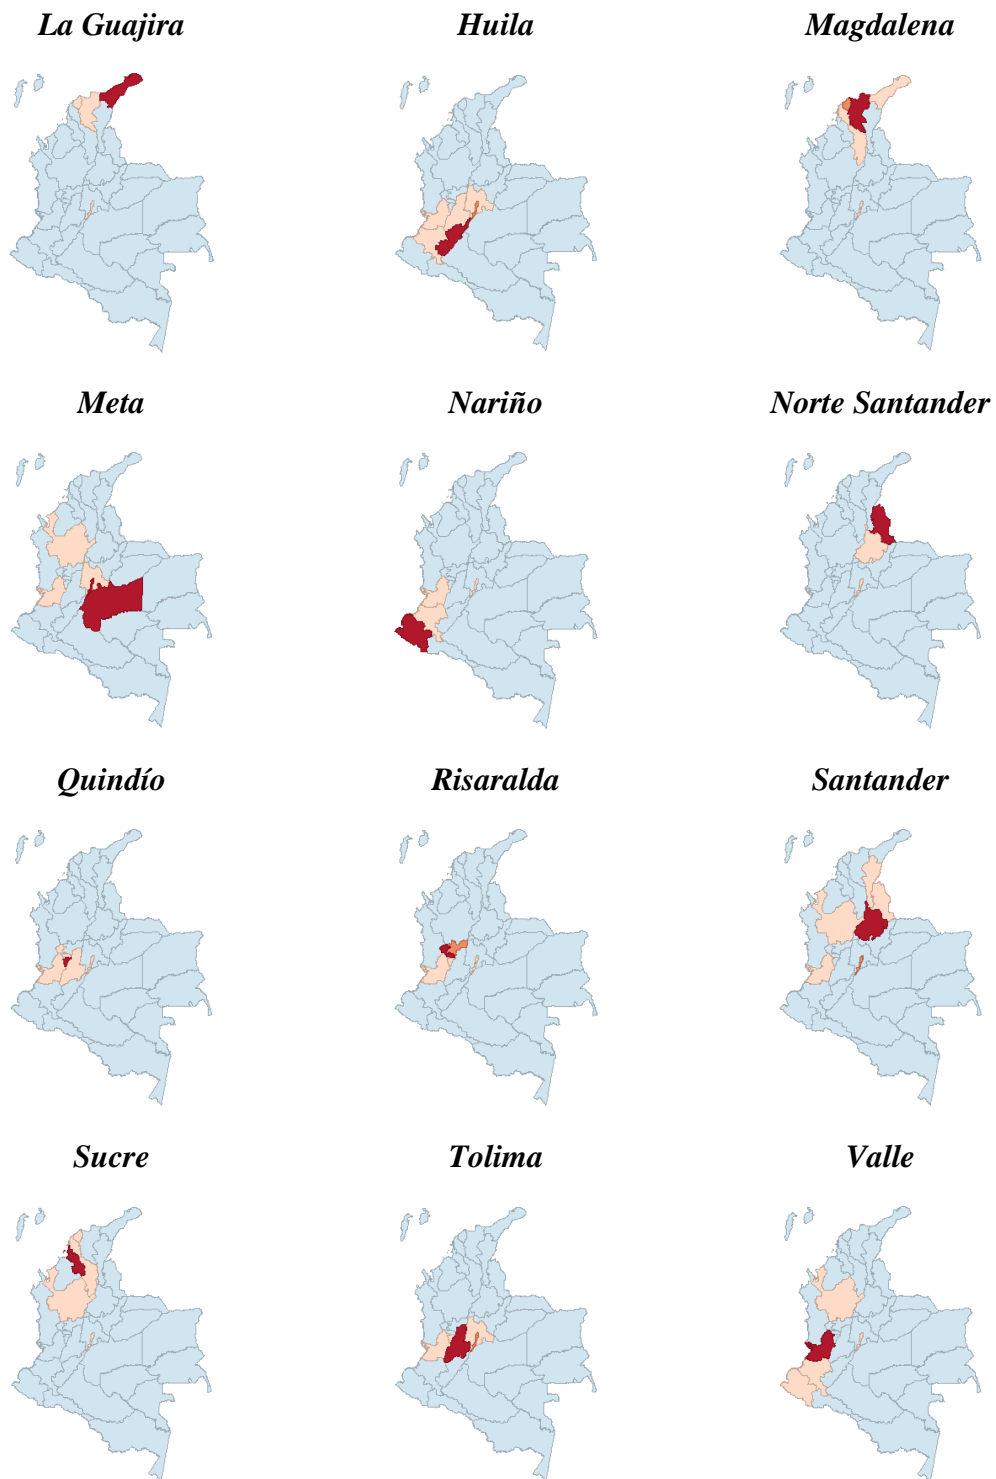 La Guajira
Huila
Magdalena
Meta
Nariño
Norte Santander
Quindío
Risaralda
Santander
Sucre
Tolima
Valle